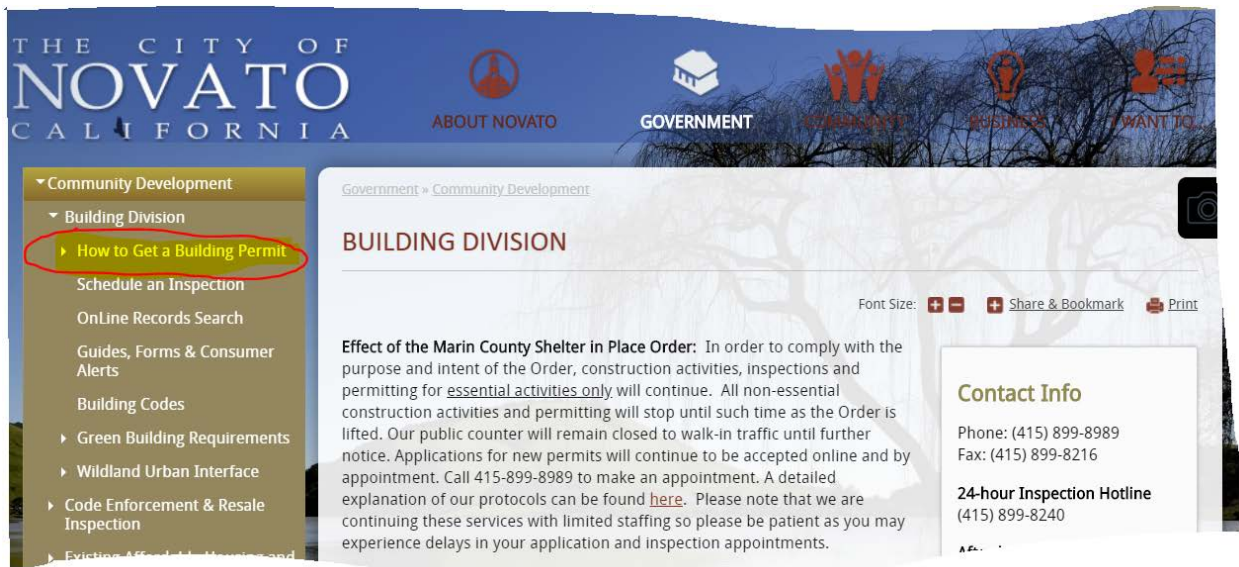 THE CITY OF
NOVATO
CALIFORNIA
ABOUT NOVATO
GOVERNMENT
COMMUNITY
BUSINESS
I WANT TO...
Community Development
Building Division
How to Get a Building Permit
Schedule an Inspection
OnLine Records Search
Guides, Forms & Consumer
Alerts
Building Codes
Green Building Requirements
Wildland Urban Interface
Code Enforcement & Resale
Inspection
Existing Affordable Housing and
Government » Community Development
BUILDING DIVISION
Font Size:
Share & Bookmark
Print
Effect of the Marin County Shelter in Place Order: In order to comply with the
purpose and intent of the Order, construction activities, inspections and
permitting for essential activities only will continue. All non-essential
construction activities and permitting will stop until such time as the Order is
lifted. Our public counter will remain closed to walk-in traffic until further
notice. Applications for new permits will continue to be accepted online and by
appointment. Call 415-899-8989 to make an appointment. A detailed
explanation of our protocols can be found here. Please note that we are
continuing these services with limited staffing so please be patient as you may
experience delays in your application and inspection appointments.
Contact Info
Phone: (415) 899-8989
Fax: (415) 899-8216
24-hour Inspection Hotline
(415) 899-8240